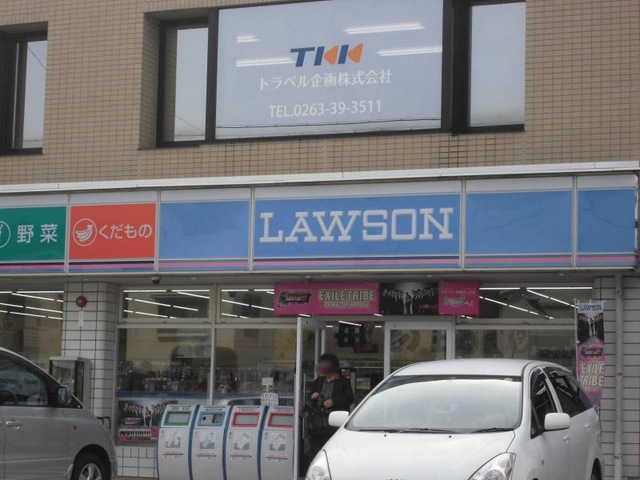 TKK
トラベル企画株式会社
TEL.0263-39-3511
野菜
くだもの
LAWSON
EXILE TRIBE
LAWSON
EXILE
TRIBE